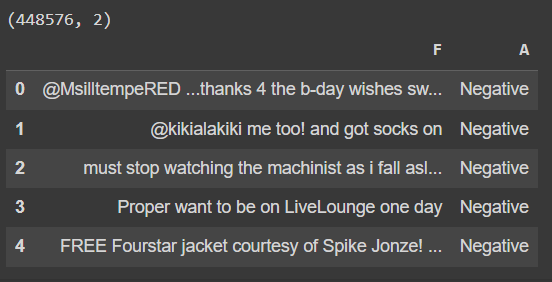 (448576, 2)
F A
0 @MsilltempeRED ...thanks 4 the b-day wishes sw... Negative
1 @kikialakiki me too! and got socks on Negative
2 must stop watching the machinist as i fall asl... Negative
3 Proper want to be on LiveLounge one day Negative
4 FREE Fourstar jacket courtesy of Spike Jonze! ... Negative